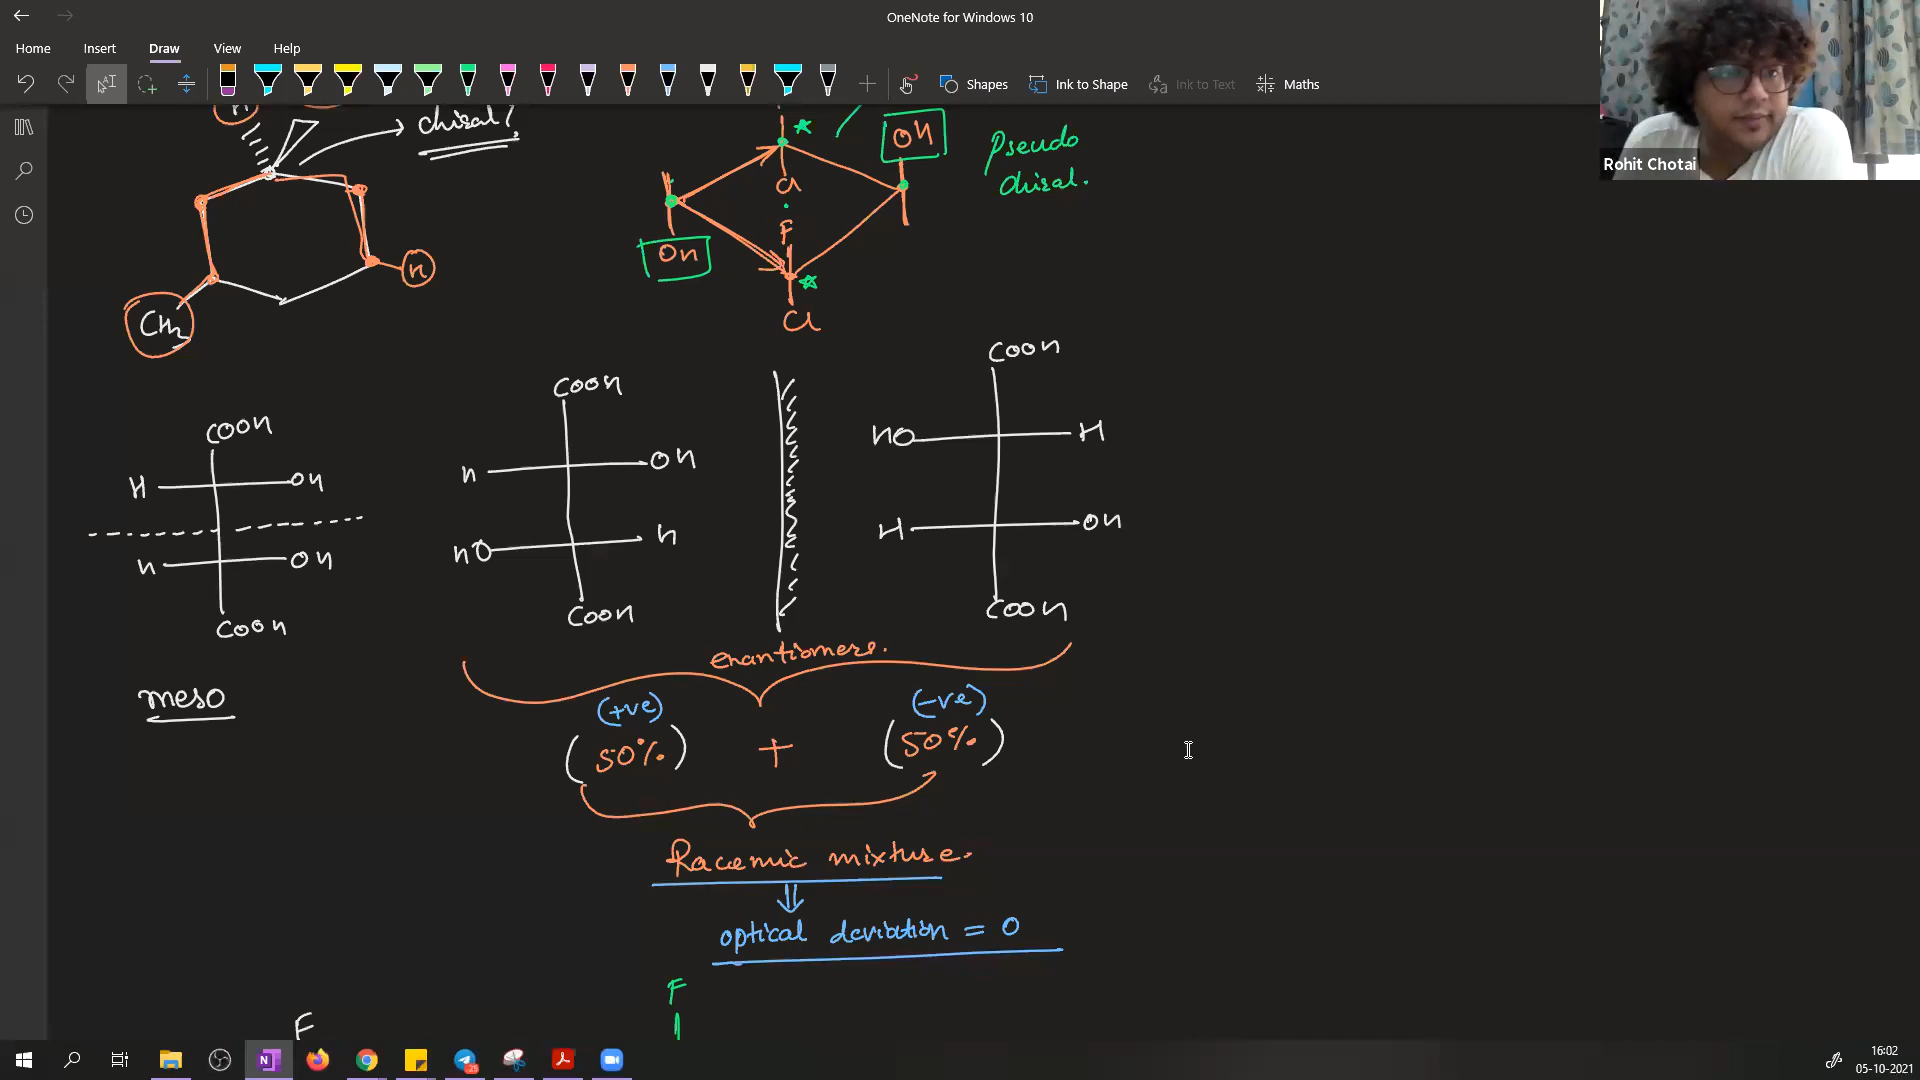 OneNote for Windows 10
Home Insert Draw View Help
Shapes Ink to Shape Ink to Text Maths
Rohit Chotai
chiral?
H
CH2
OH
Pseudo
chiral.
Cl
F
OH
Cl
COOH
H OH
H OH
COOH
meso
COOH
H OH
HO H
COOH
COOH
HO H
H OH
COOH
enantiomers.
(+ve) (-ve)
(50%) + (50%)
Racemic mixture.
optical deviation = 0
F
F
16:02
05-10-2021